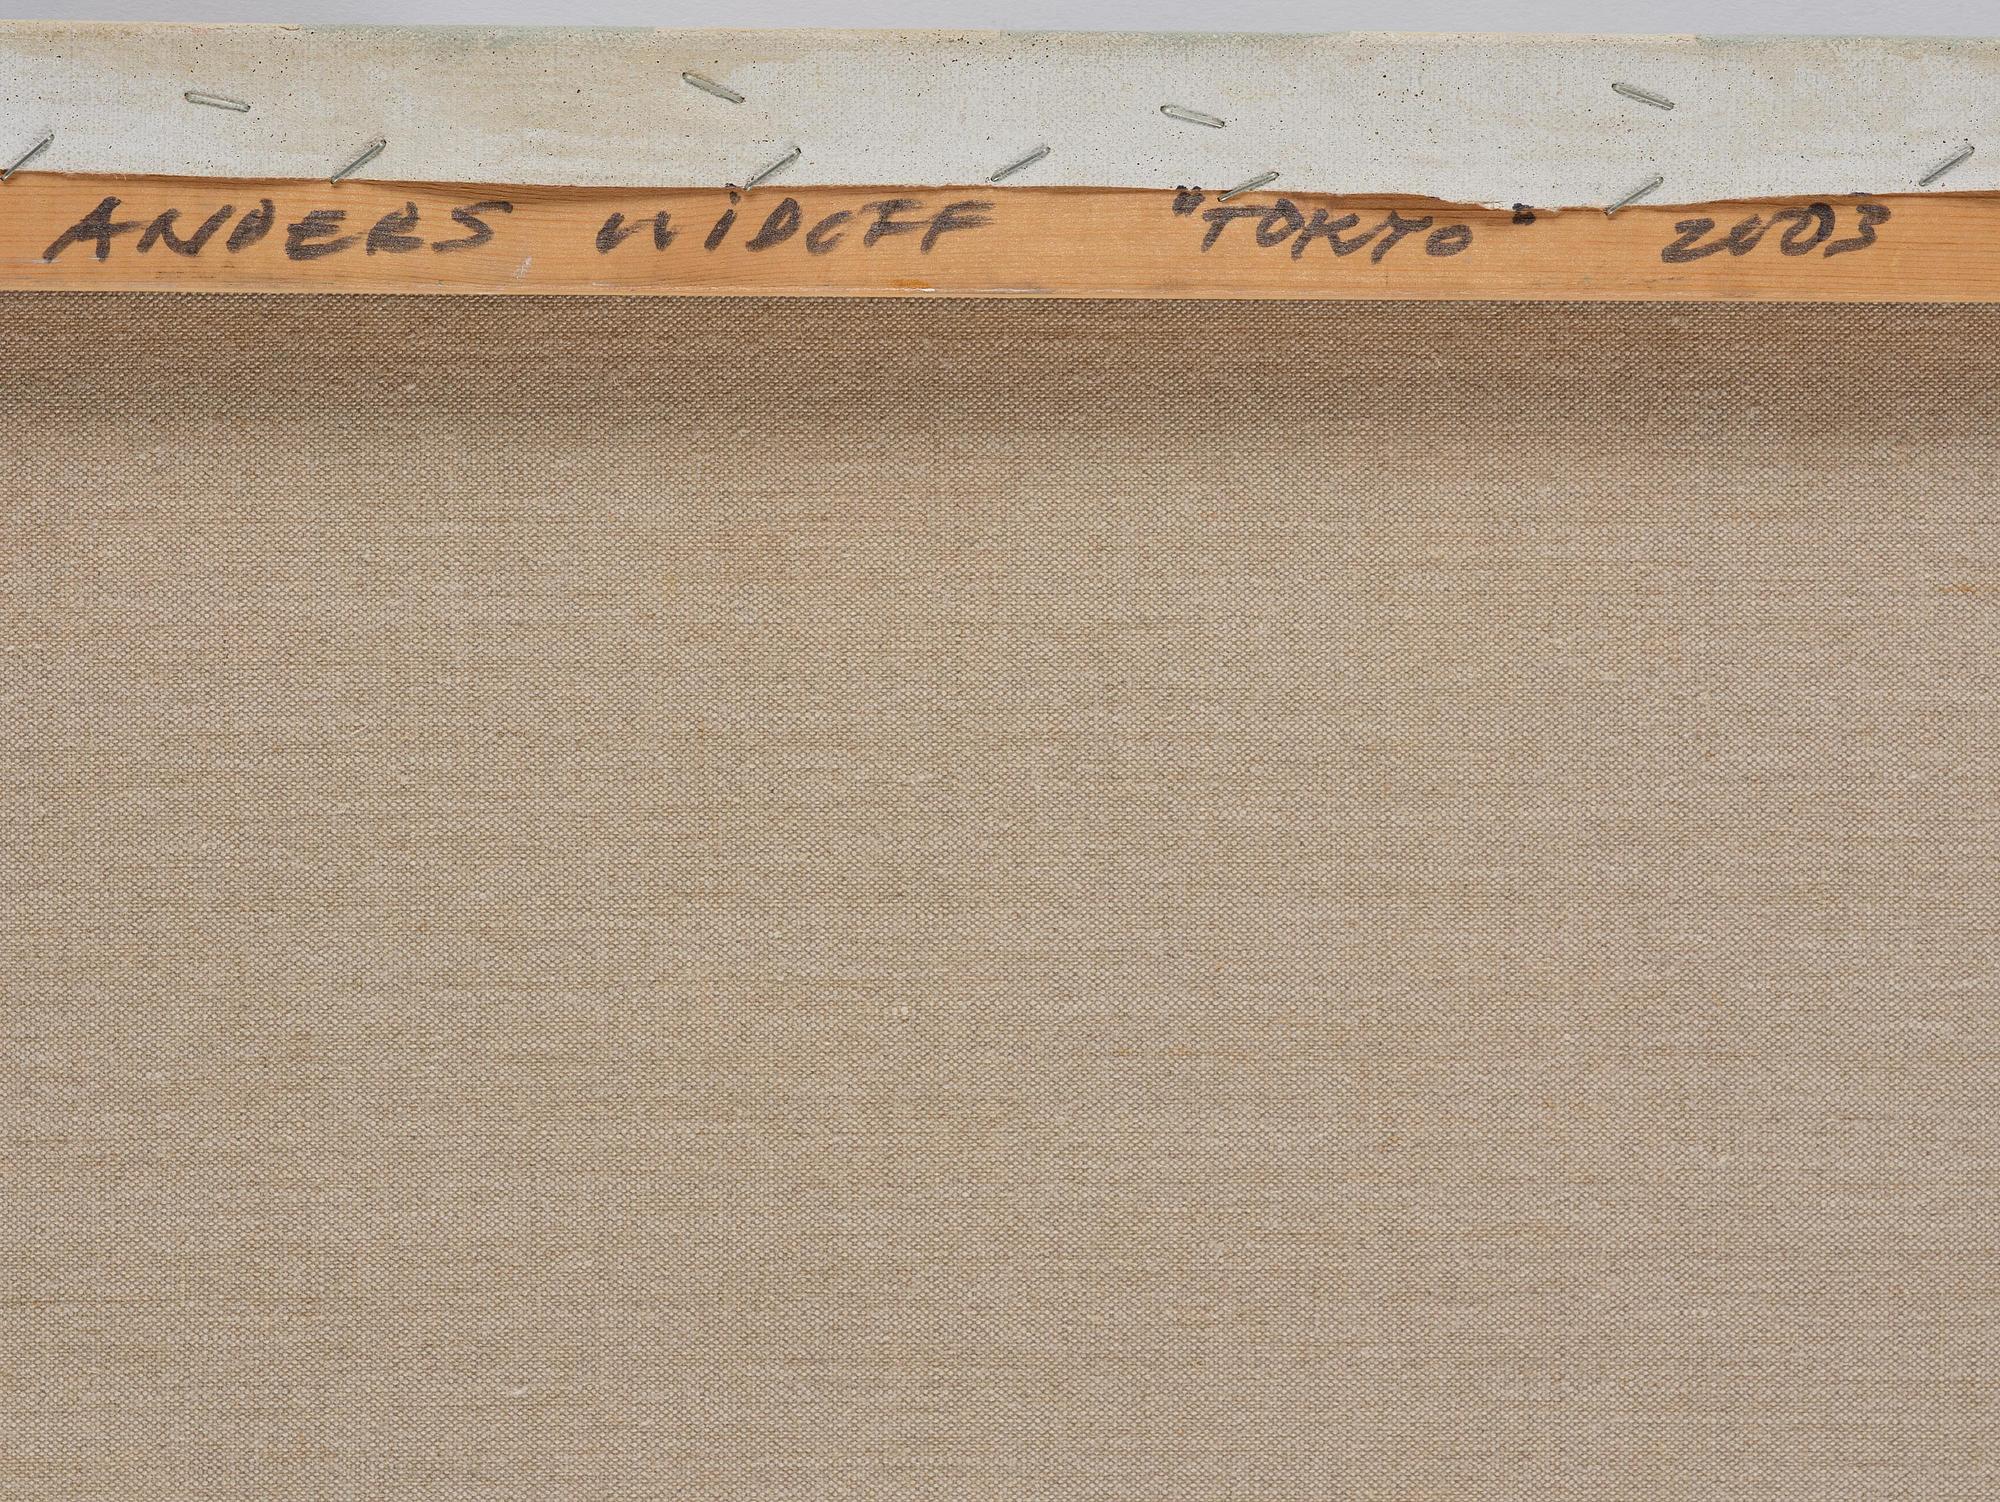 ANDERS WIDOFF "TOKYO" 2003